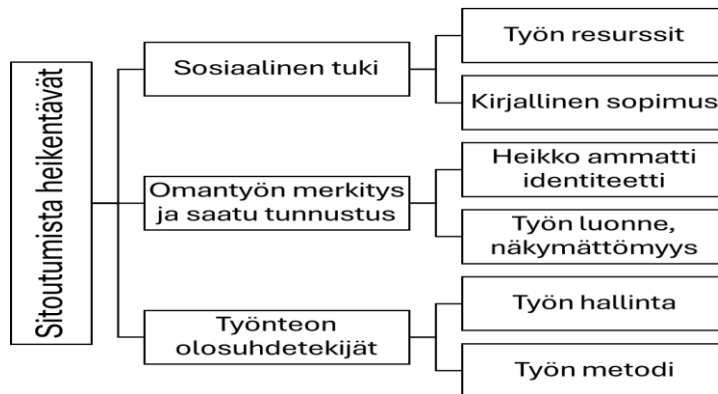 Sitoutumista heikentävät
Sosiaalinen tuki
Työn resurssit
Kirjallinen sopimus
Omantyön merkitys
ja saatu tunnustus
Heikko ammatti
identiteetti
Työn luonne,
näkymättömyys
Työnteon
olosuhdetekijät
Työn hallinta
Työn metodi